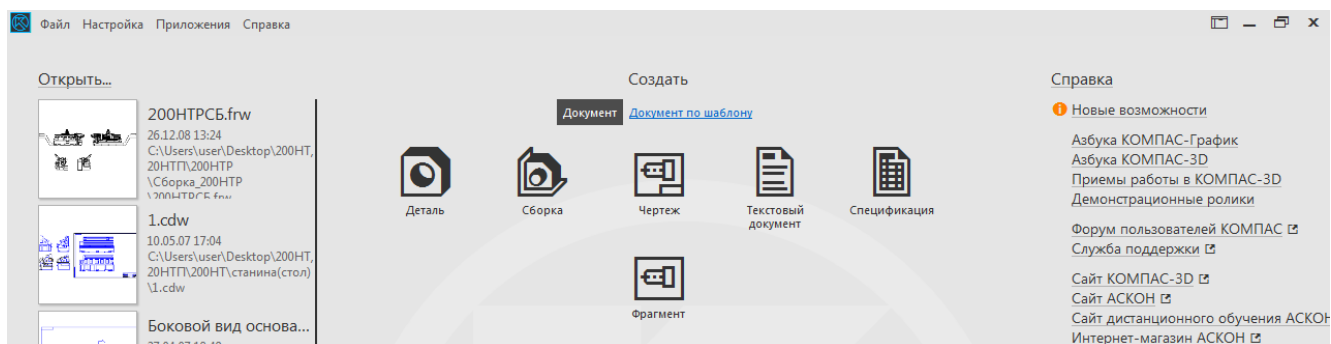 Файл Настройка Приложения Справка
Открыть...
200НТРСБ.frw
26.12.08 13:24
C:\Users\user\Desktop\200НТ,
20НТП\200НТР
\Сборка_200НТР
\200НТРСБ.frw
1.cdw
10.05.07 17:04
C:\Users\user\Desktop\200НТ,
20НТП\200НТ\станина(стол)
\1.cdw
Боковой вид основа...
Создать
Документ Документ по шаблону
Деталь
Сборка
Чертеж
Текстовый
документ
Спецификация
Фрагмент
Справка
Новые возможности
Азбука КОМПАС-График
Азбука КОМПАС-3D
Приемы работы в КОМПАС-3D
Демонстрационные ролики
Форум пользователей КОМПАС
Служба поддержки
Сайт КОМПАС-3D
Сайт АСКОН
Сайт дистанционного обучения АСКОН
Интернет-магазин АСКОН